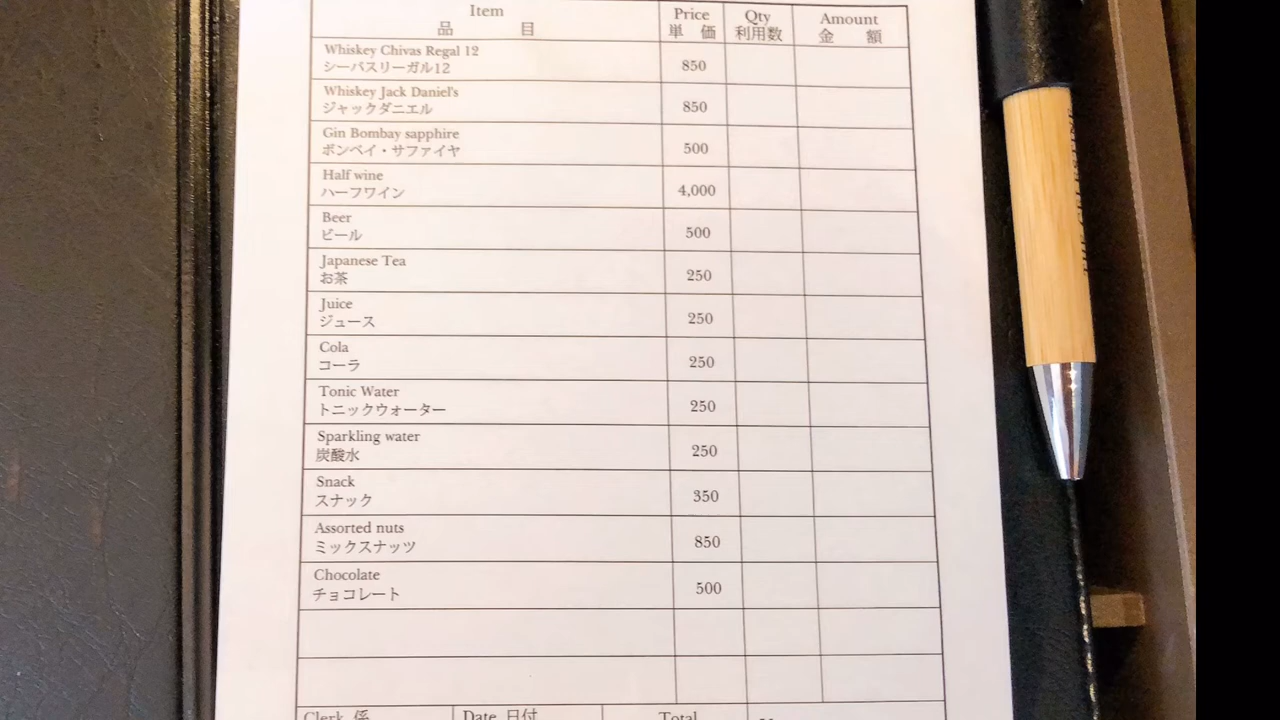 Item Price Qty Amount
品 目 単 価 利用数 金 額
Whiskey Chivas Regal 12
シーバスリーガル12
850
Whiskey Jack Daniel's
ジャックダニエル
850
Gin Bombay sapphire
ボンベイ・サファイヤ
500
Half wine
ハーフワイン
4,000
Beer
ビール
500
Japanese Tea
お茶
250
Juice
ジュース
250
Cola
コーラ
250
Tonic Water
トニックウォーター
250
Sparkling water
炭酸水
250
Snack
スナック
350
Assorted nuts
ミックスナッツ
850
Chocolate
チョコレート
500
Clerk 係 Date 日付 Total